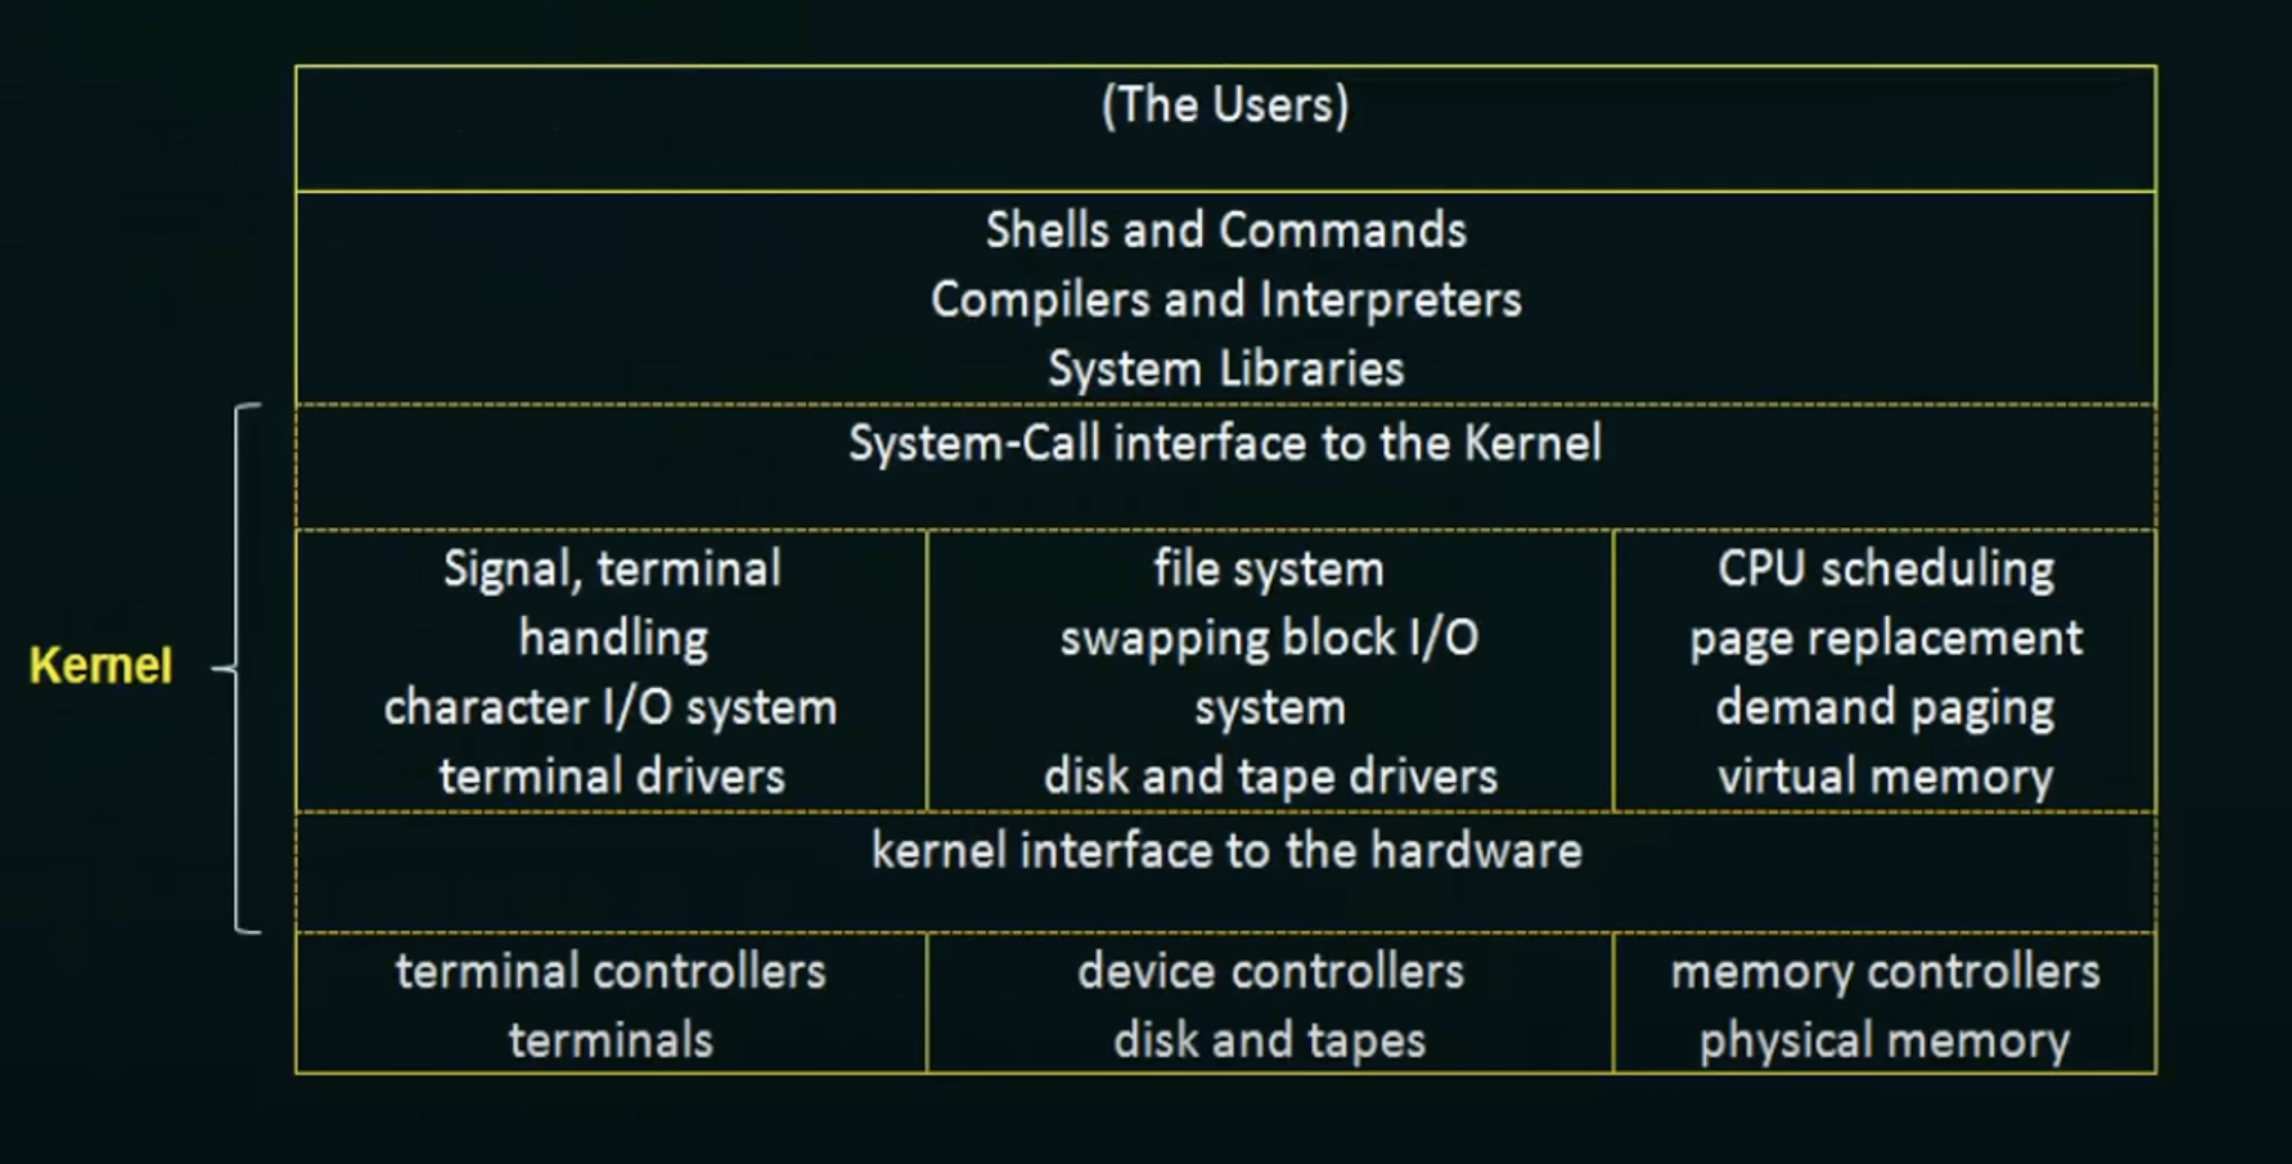 (The Users)
Shells and Commands
Compilers and Interpreters
System Libraries
System-Call interface to the Kernel
Kernel
Signal, terminal
handling
character I/O system
terminal drivers
file system
swapping block I/O
system
disk and tape drivers
CPU scheduling
page replacement
demand paging
virtual memory
kernel interface to the hardware
terminal controllers
terminals
device controllers
disk and tapes
memory controllers
physical memory